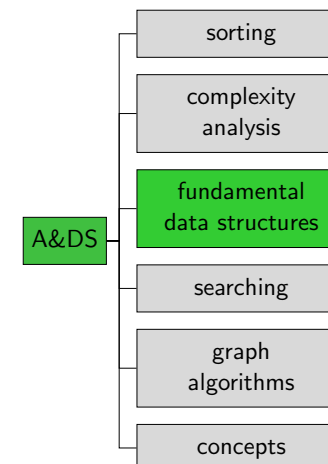 sorting
complexity
analysis
fundamental
data structures
A&DS
searching
graph
algorithms
concepts